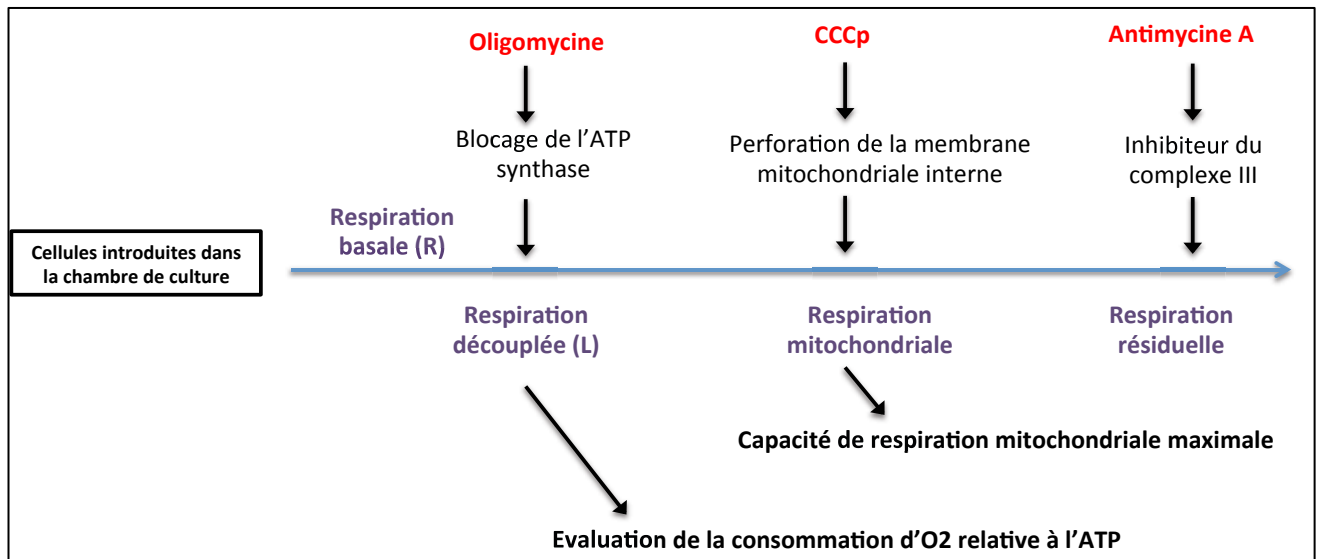 Oligomycine
CCCp
Antimycine A
Blocage de l'ATP
synthase
Perforation de la membrane
mitochondriale interne
Inhibiteur du
complexe III
Respiration
basale (R)
Cellules introduites dans
la chambre de culture
Respiration
découplée (L)
Respiration
mitochondriale
Respiration
résiduelle
Capacité de respiration mitochondriale maximale
Evaluation de la consommation d'O2 relative à l'ATP